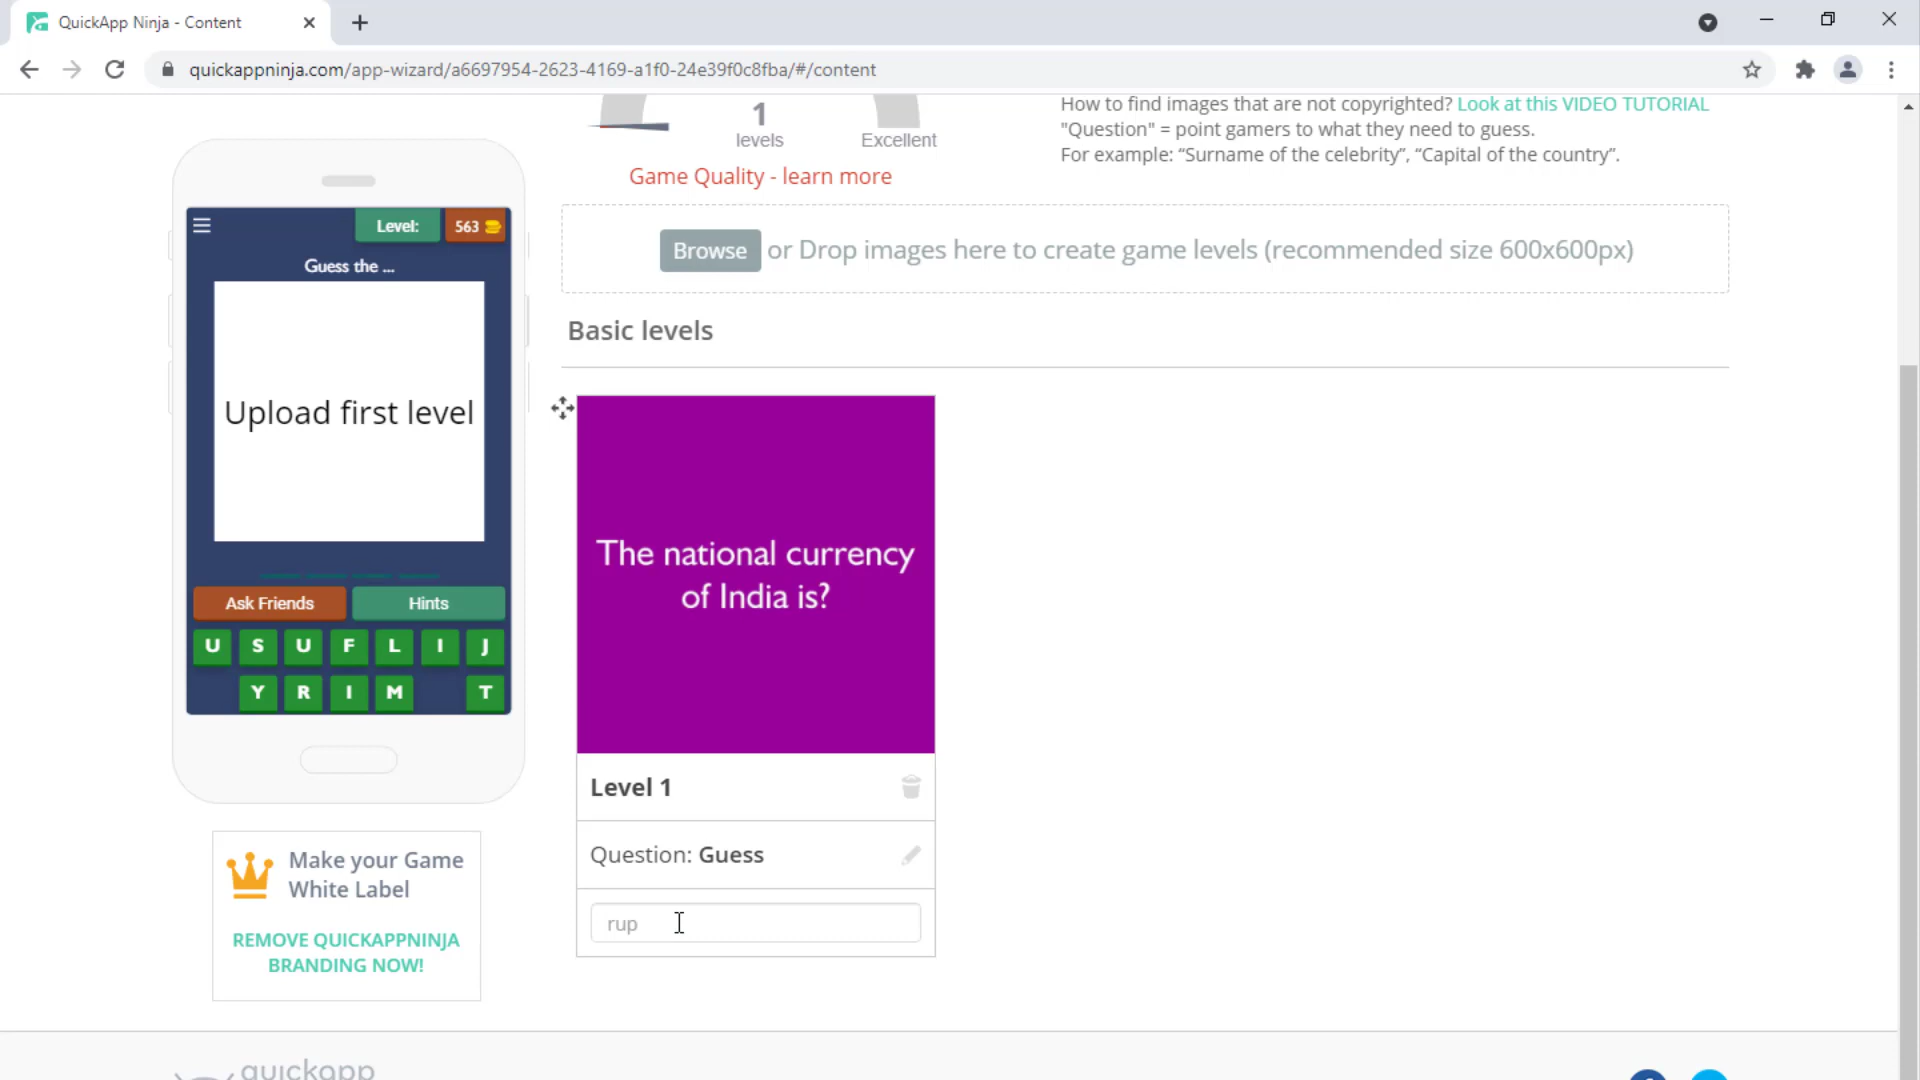 QuickApp Ninja - Content
quickappninja.com/app-wizard/a6697954-2623-4169-a1f0-24e39f0c8fba/#/content
1
levels
Excellent
Game Quality - learn more
How to find images that are not copyrighted? Look at this VIDEO TUTORIAL
"Question" = point gamers to what they need to guess.
For example: “Surname of the celebrity”, “Capital of the country”.
Browse or Drop images here to create game levels (recommended size 600x600px)
Basic levels
Level:
563
Guess the ...
Upload first level
Ask Friends
Hints
U S U F L I J
Y R I M T
The national currency
of India is?
Level 1
Question: Guess
rup
Make your Game
White Label
REMOVE QUICKAPPNINJA
BRANDING NOW!
quickapp